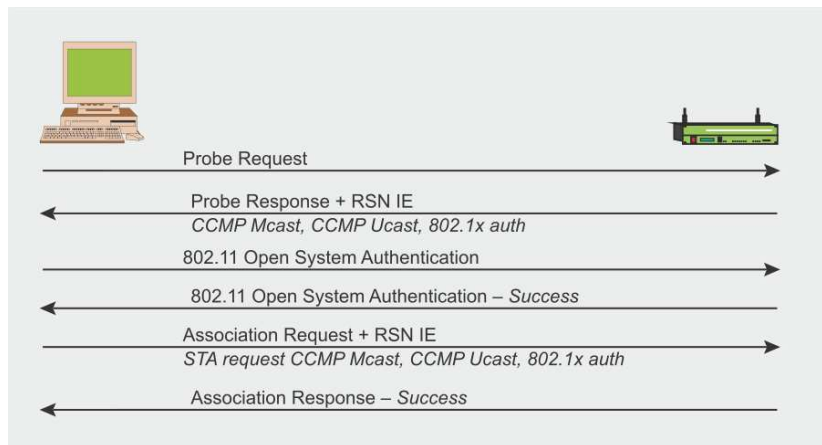 Probe Request
Probe Response + RSN IE
CCMP Mcast, CCMP Ucast, 802.1x auth
802.11 Open System Authentication
802.11 Open System Authentication – Success
Association Request + RSN IE
STA request CCMP Mcast, CCMP Ucast, 802.1x auth
Association Response – Success